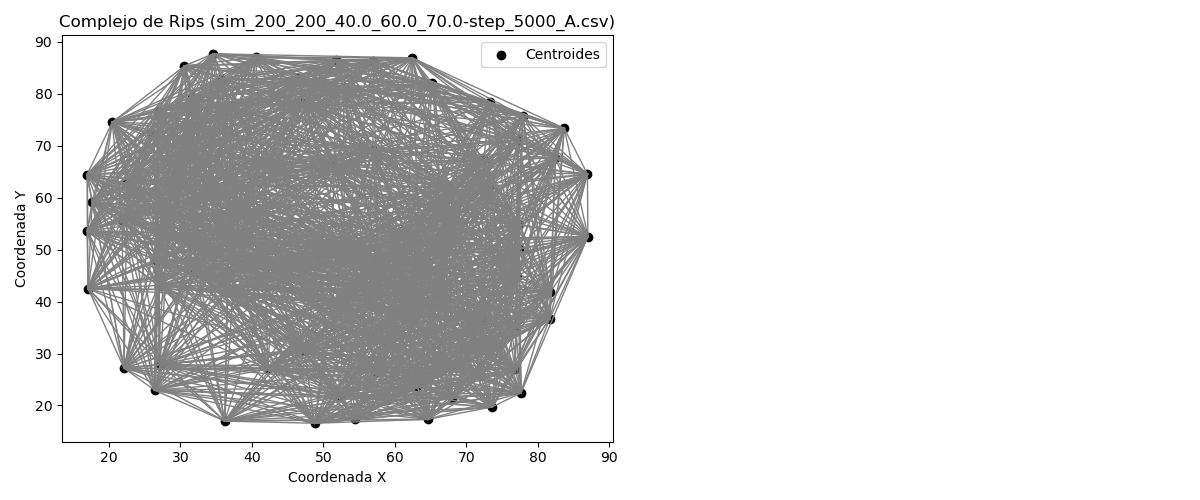 Complejo de Rips (sim_200_200_40.0_60.0_70.0-step_5000_A.csv)
Centroides
Coordenada Y
90
80
70
60
50
40
30
20
20 30 40 50 60 70 80 90
Coordenada X